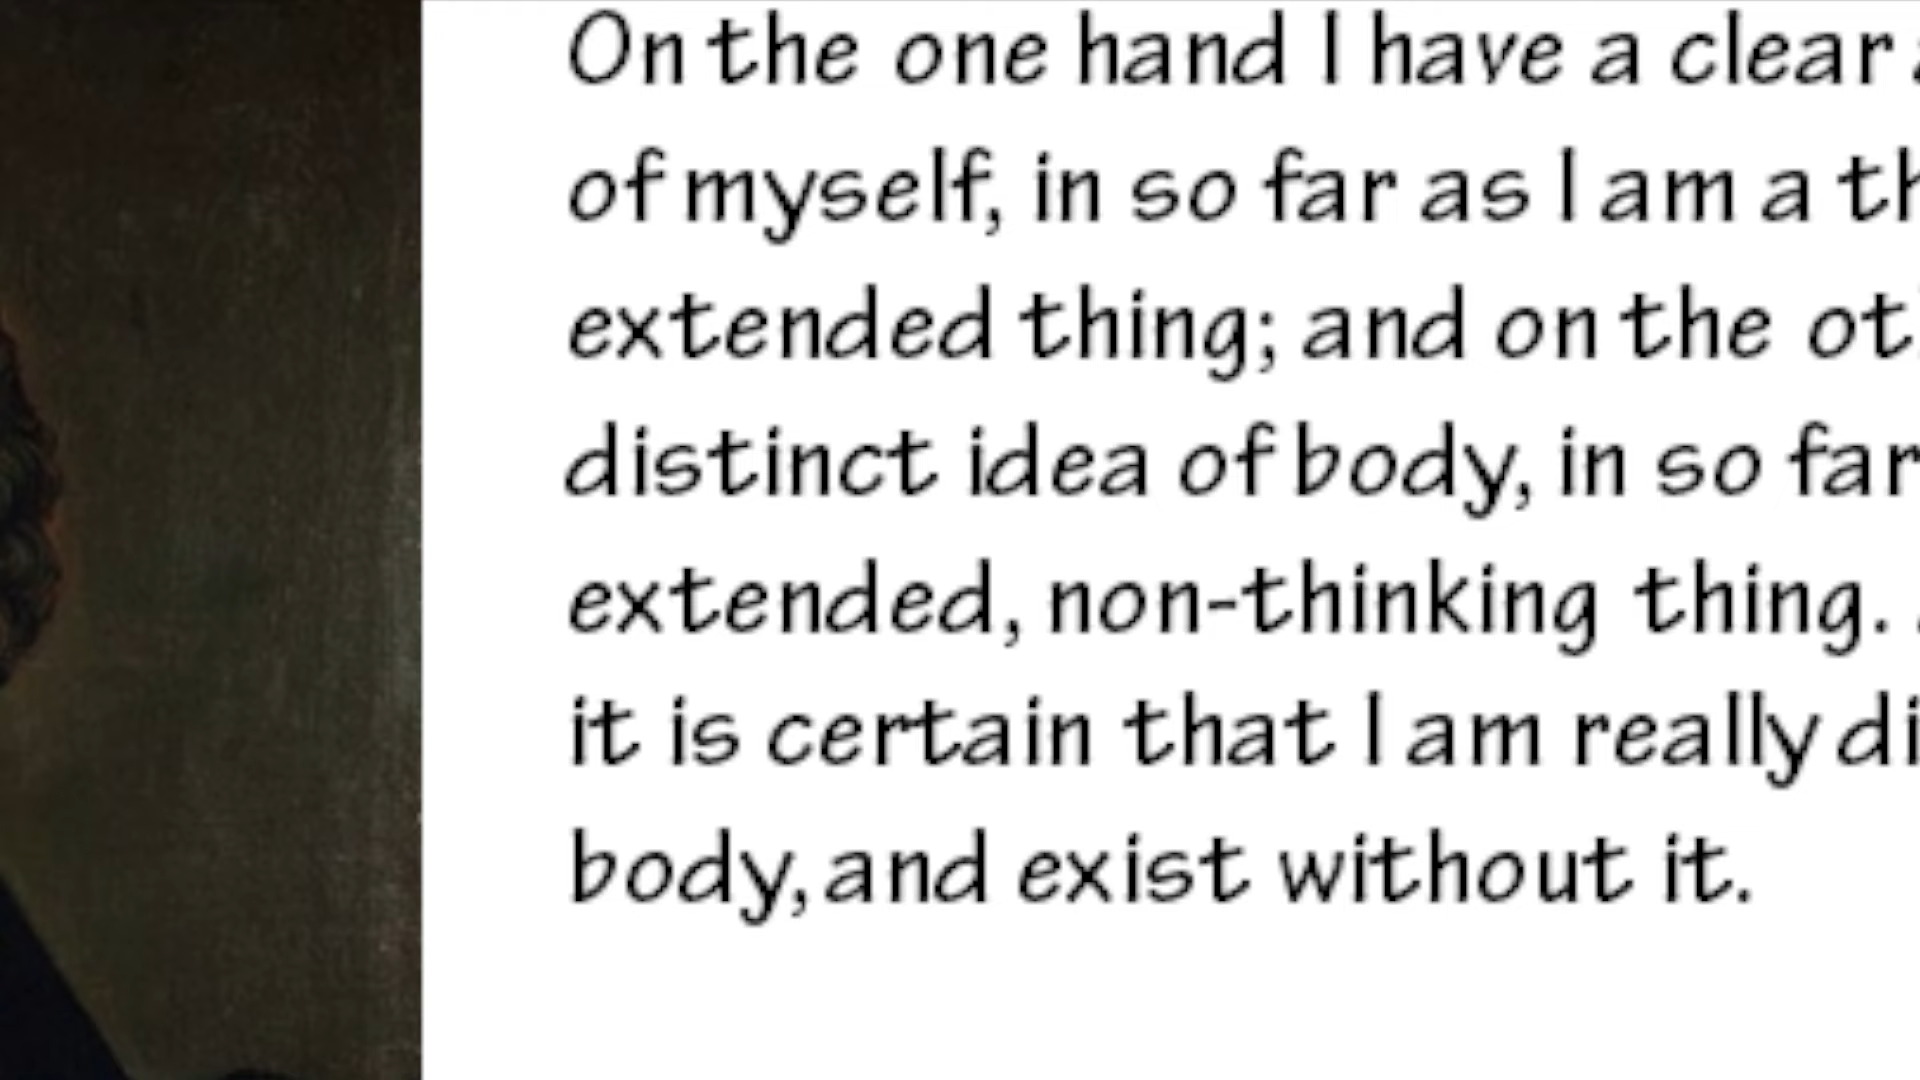 On the one hand I have a clear
of myself, in so far as I am a
extended thing; and on the
distinct idea of body, in so far
extended, non-thinking thing.
it is certain that I am really
body, and exist without it.